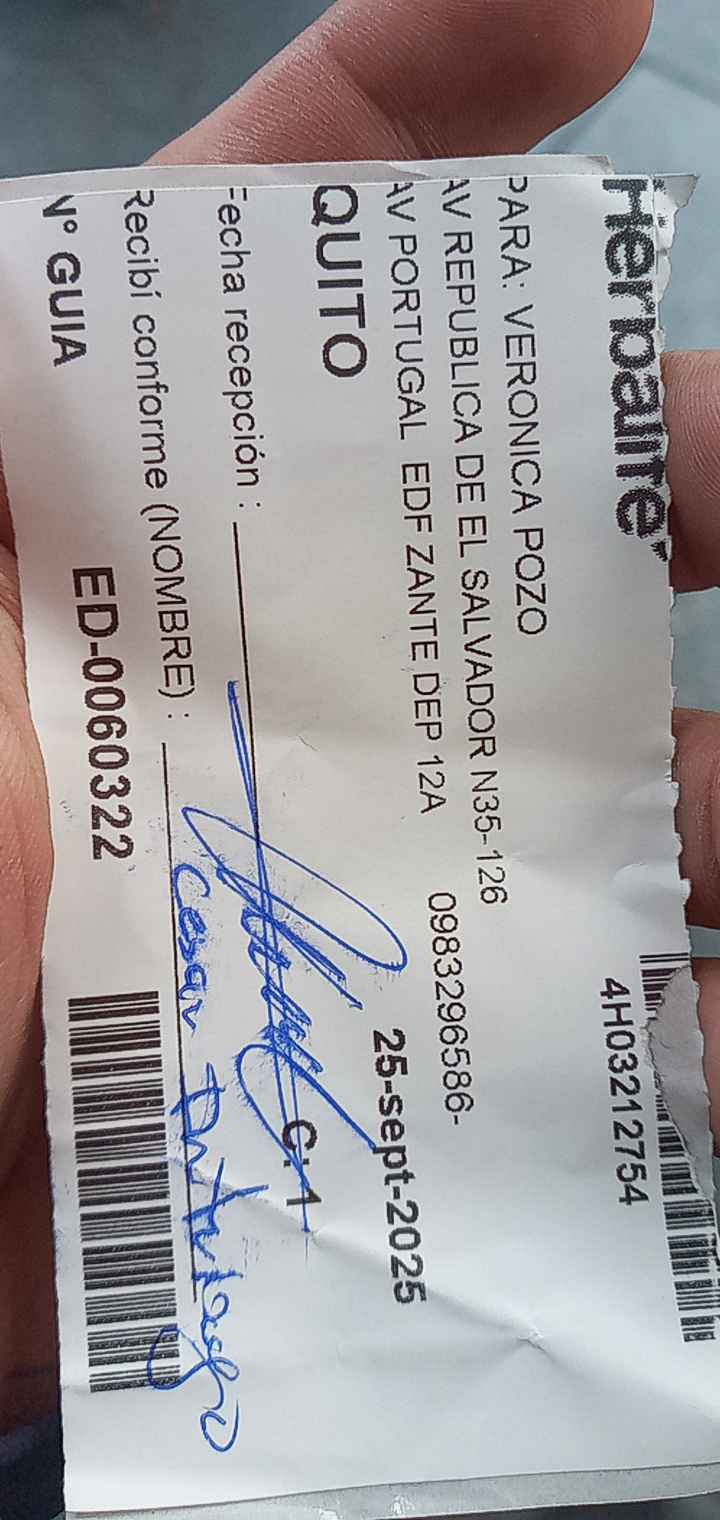 Herbalife
4H03212754
PARA: VERONICA POZO
AV REPUBLICA DE EL SALVADOR N35-126
AV PORTUGAL EDF ZANTE DEP 12A 0983296586-
QUITO 25-sept-2025
Fecha recepción : C: 1
Recibí conforme (NOMBRE) : Cesar
N° GUIA ED-0060322